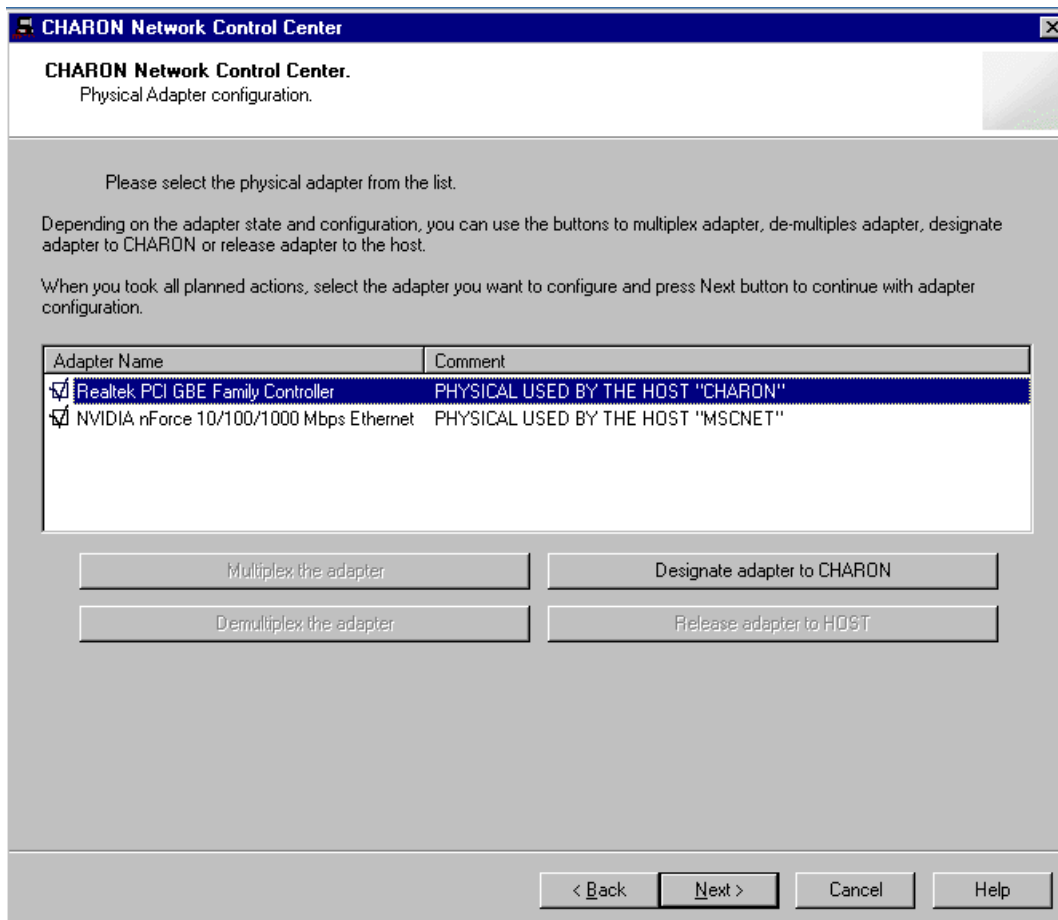 CHARON Network Control Center
CHARON Network Control Center.
Physical Adapter configuration.
Please select the physical adapter from the list.
Depending on the adapter state and configuration, you can use the buttons to multiplex adapter, de-multiples adapter, designate
adapter to CHARON or release adapter to the host.
When you took all planned actions, select the adapter you want to configure and press Next button to continue with adapter
configuration.
Adapter Name Comment
Realtek PCI GBE Family Controller PHYSICAL USED BY THE HOST "CHARON"
NVIDIA nForce 10/100/1000 Mbps Ethernet PHYSICAL USED BY THE HOST "MSCNET"
Multiplex the adapter Designate adapter to CHARON
Demultiplex the adapter Release adapter to HOST
< Back Next > Cancel Help